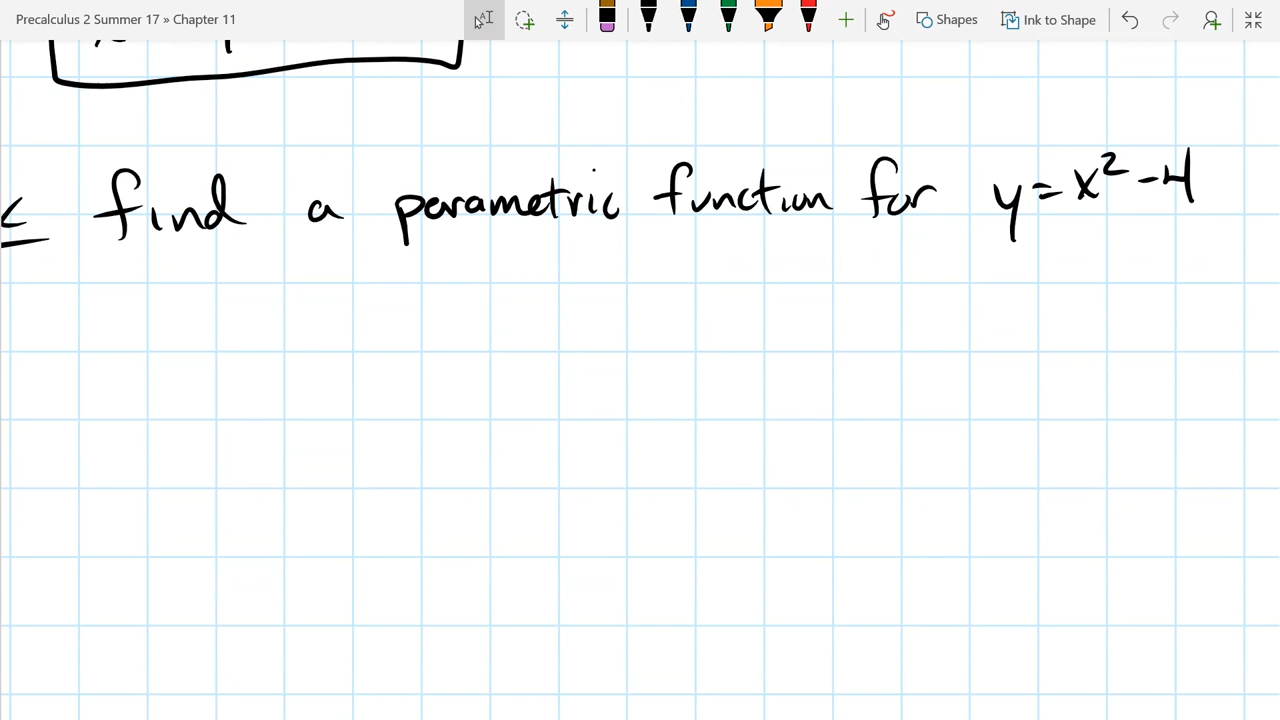 Precalculus 2 Summer 17 » Chapter 11
Shapes
Ink to Shape
find a parametric function for y=x²-4